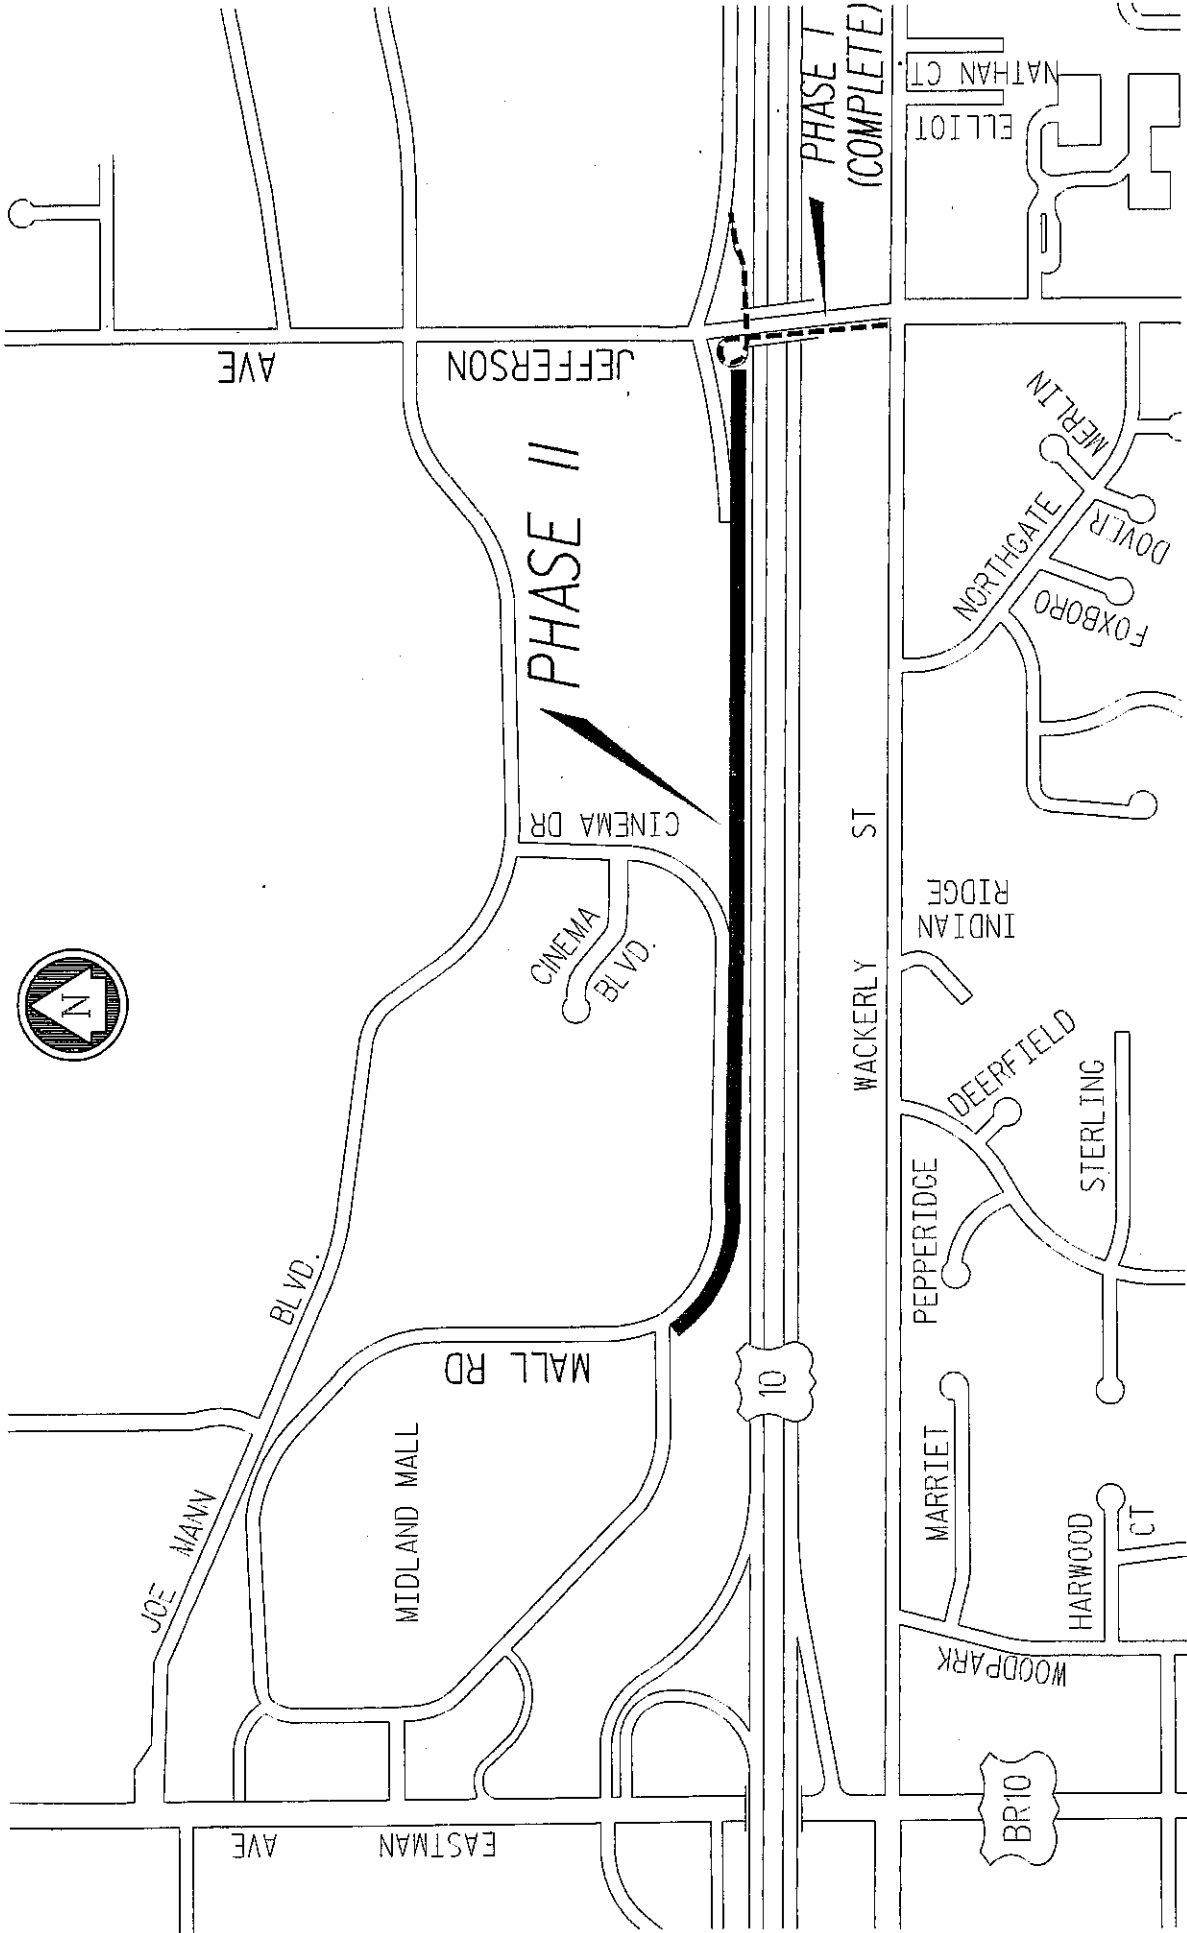 AVE
JEFFERSON
PHASE I
(COMPLETE)
NATHAN CT
ELLIOT
PHASE II
MERLIN
DOVER
NORTHGATE
FOXBORO
CINEMA DR
CINEMA
BLVD.
N
WACKERLY ST
INDIAN
RIDGE
DEERFIELD
STERLING
PEPPERIDGE
JOE MANN BLVD.
MALL RD
10
MIDLAND MALL
MARRIET
HARWOOD
CT
WOODPARK
EASTMAN AVE
BR10